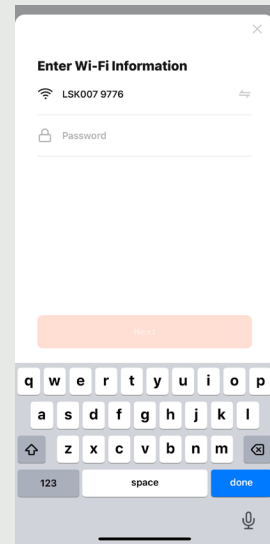 Enter Wi-Fi Information
LSK007 9776
Password
Next
q w e r t y u i o p
a s d f g h j k l
z x c v b n m
123 space done